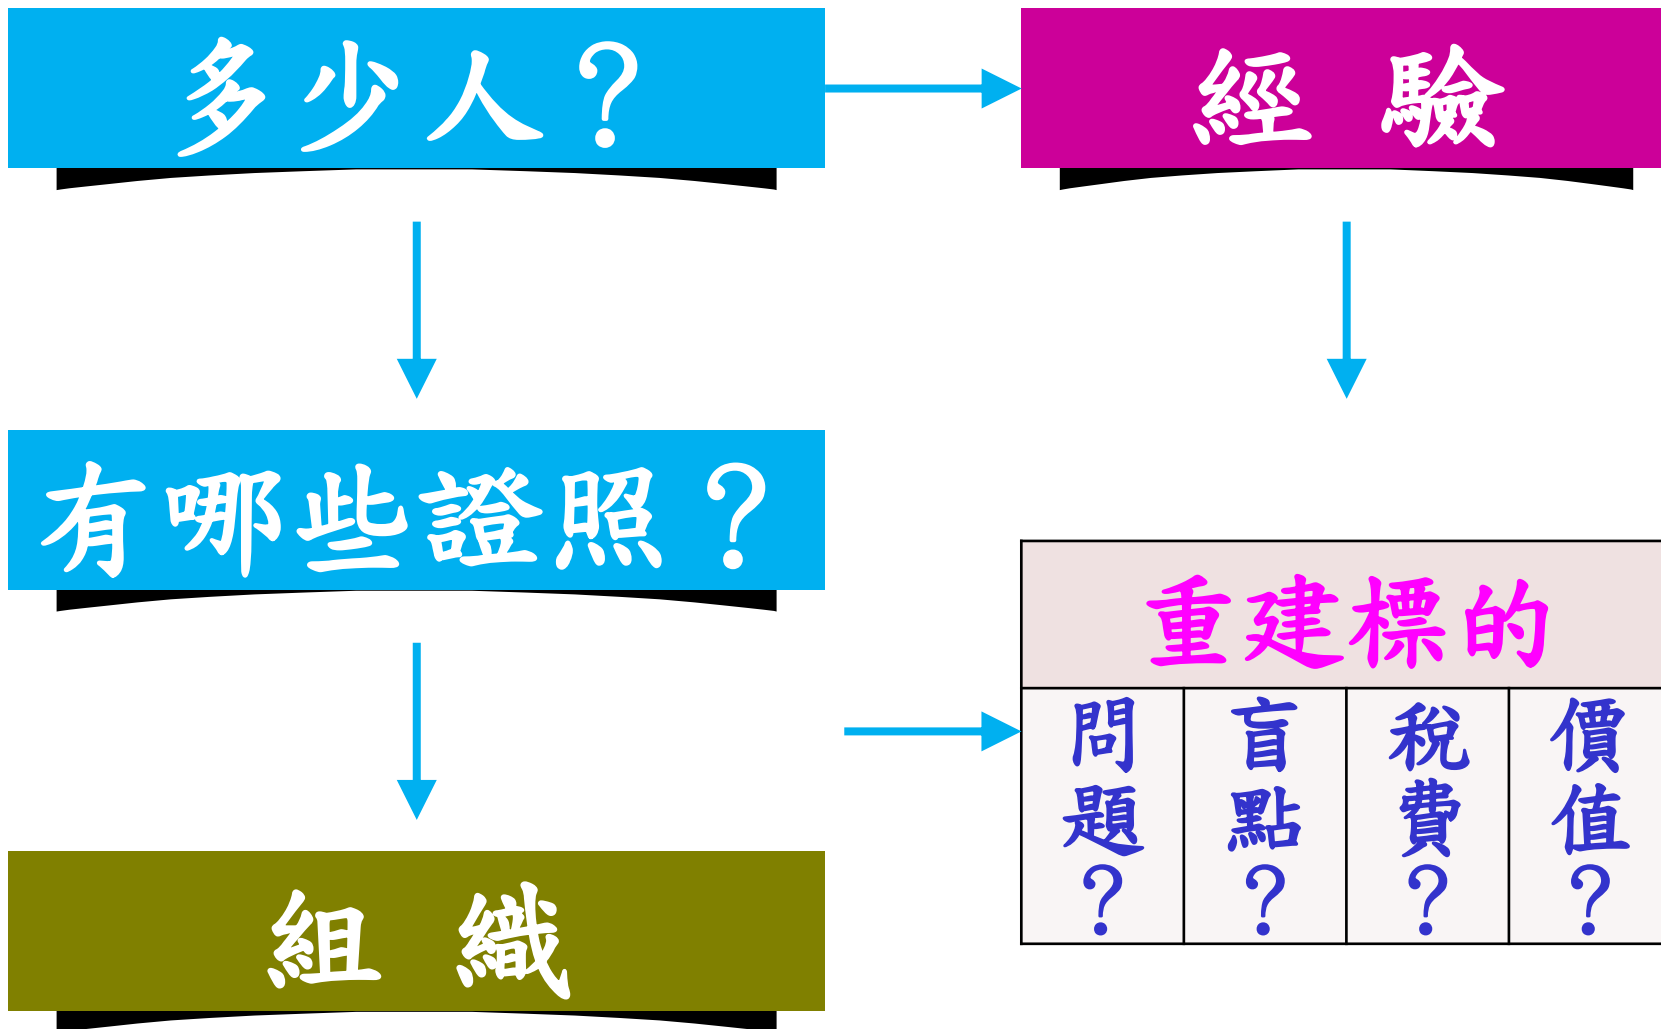 多少人？
經驗
有哪些證照？
重建標的
問題？
盲點？
稅費？
價值？
組織